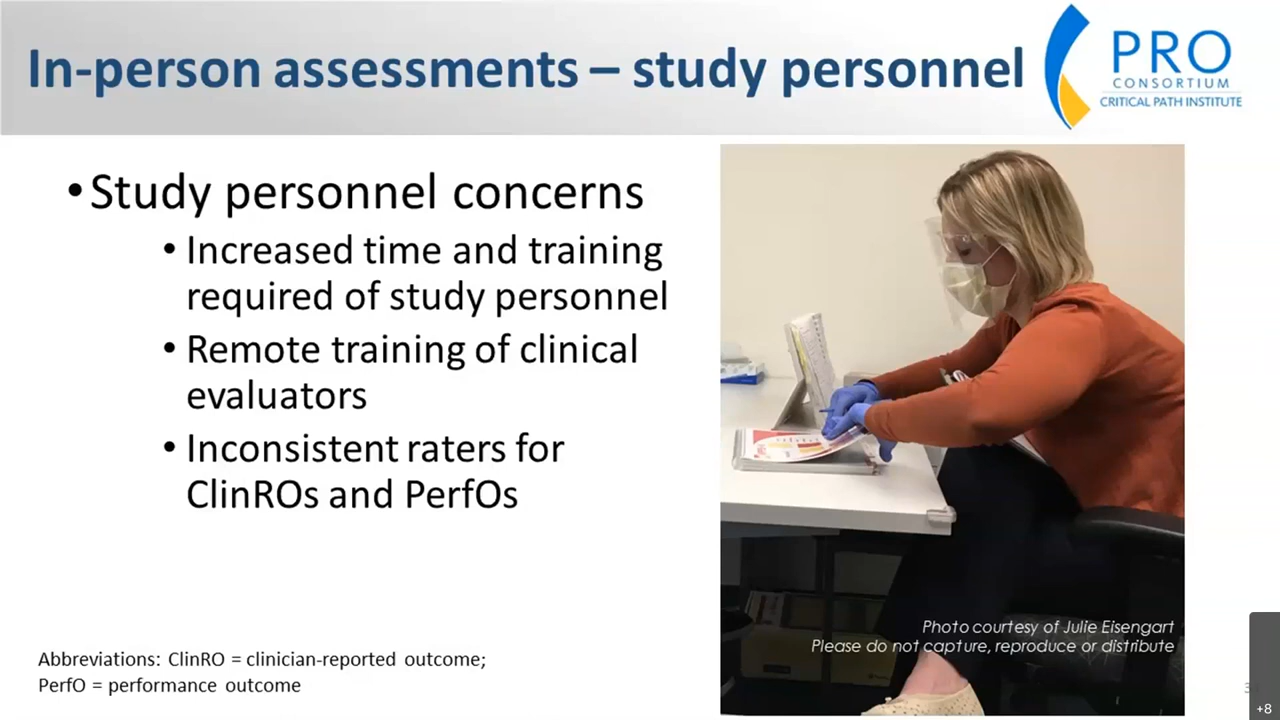 In-person assessments – study personnel
PRO
CONSORTIUM
CRITICAL PATH INSTITUTE
•Study personnel concerns
• Increased time and training
required of study personnel
• Remote training of clinical
evaluators
• Inconsistent raters for
ClinROs and PerfOs
Photo courtesy of Julie Eisengart
Please do not capture, reproduce or distribute
Abbreviations: ClinRO = clinician-reported outcome;
PerfO = performance outcome
+8